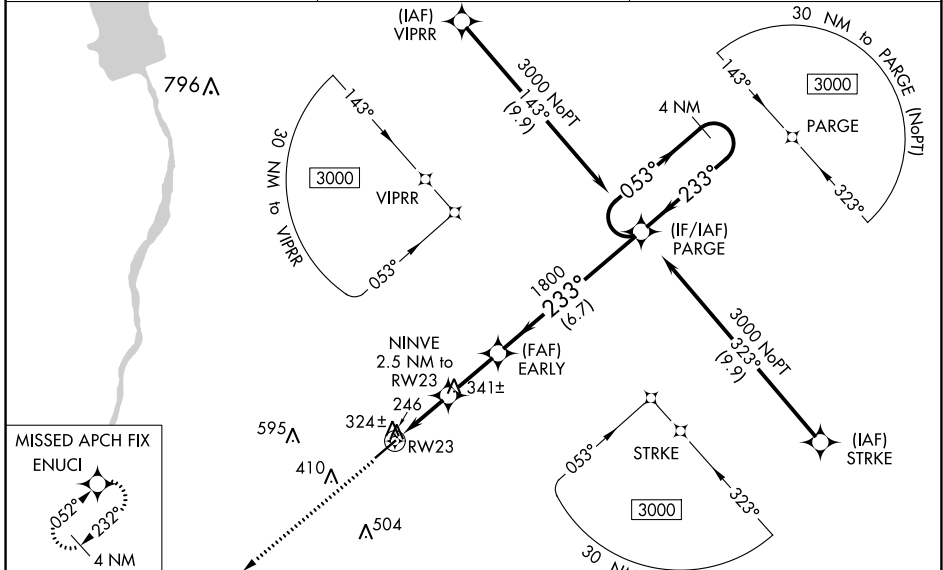 (IAF)
VIPRR
3000 NoPT
143°
(9.9)
30 NM to PARGE (NoPT)
143°
3000
PARGE
323°
796
4 NM
053°
233°
143°
30 NM to VIPRR
3000
VIPRR
053°
(IF/IAF)
PARGE
1800
233°
(6.7)
3000 NoPT
323°
(9.9)
NINVE
2.5 NM to
RW23
(FAF)
EARLY
341±
246
324±
RW23
595
410
504
(IAF)
STRKE
053°
STRKE
323°
3000
30 NM
MISSED APCH FIX
ENUCI
052°
232°
4 NM